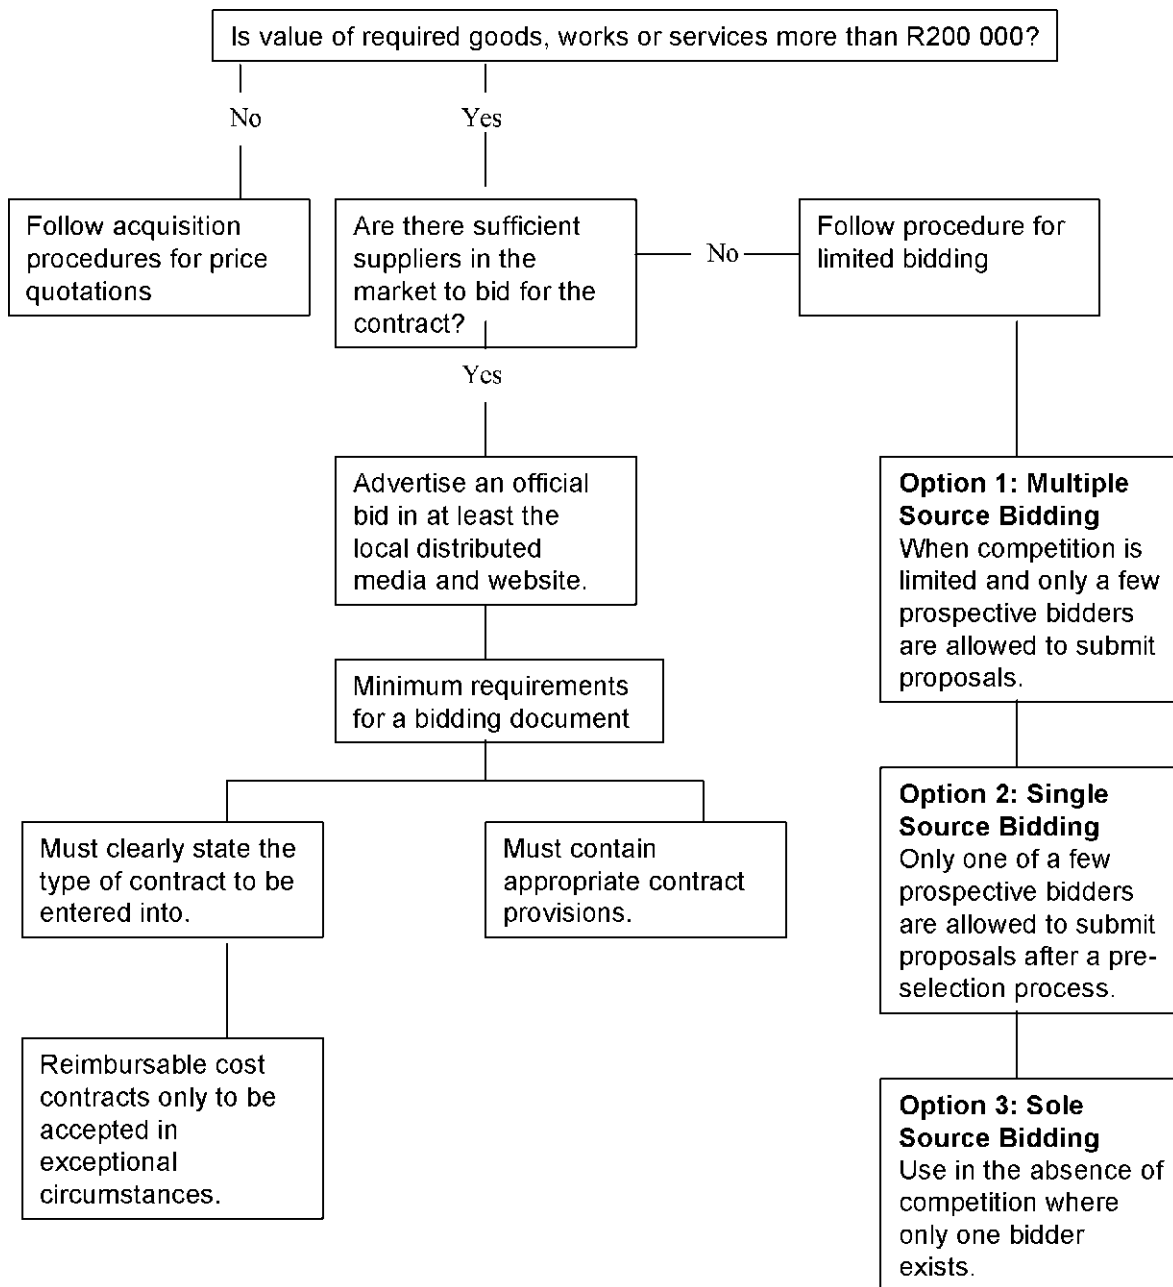 Is value of required goods, works or services more than R200 000?
No
Yes
Follow acquisition
procedures for price
quotations
Are there sufficient
suppliers in the
market to bid for the
contract?
No
Follow procedure for
limited bidding
Yes
Advertise an official
bid in at least the
local distributed
media and website.
Minimum requirements
for a bidding document
Must clearly state the
type of contract to be
entered into.
Must contain
appropriate contract
provisions.
Reimbursable cost
contracts only to be
accepted in
exceptional
circumstances.
Option 1: Multiple
Source Bidding
When competition is
limited and only a few
prospective bidders
are allowed to submit
proposals.
Option 2: Single
Source Bidding
Only one of a few
prospective bidders
are allowed to submit
proposals after a pre-
selection process.
Option 3: Sole
Source Bidding
Use in the absence of
competition where
only one bidder
exists.